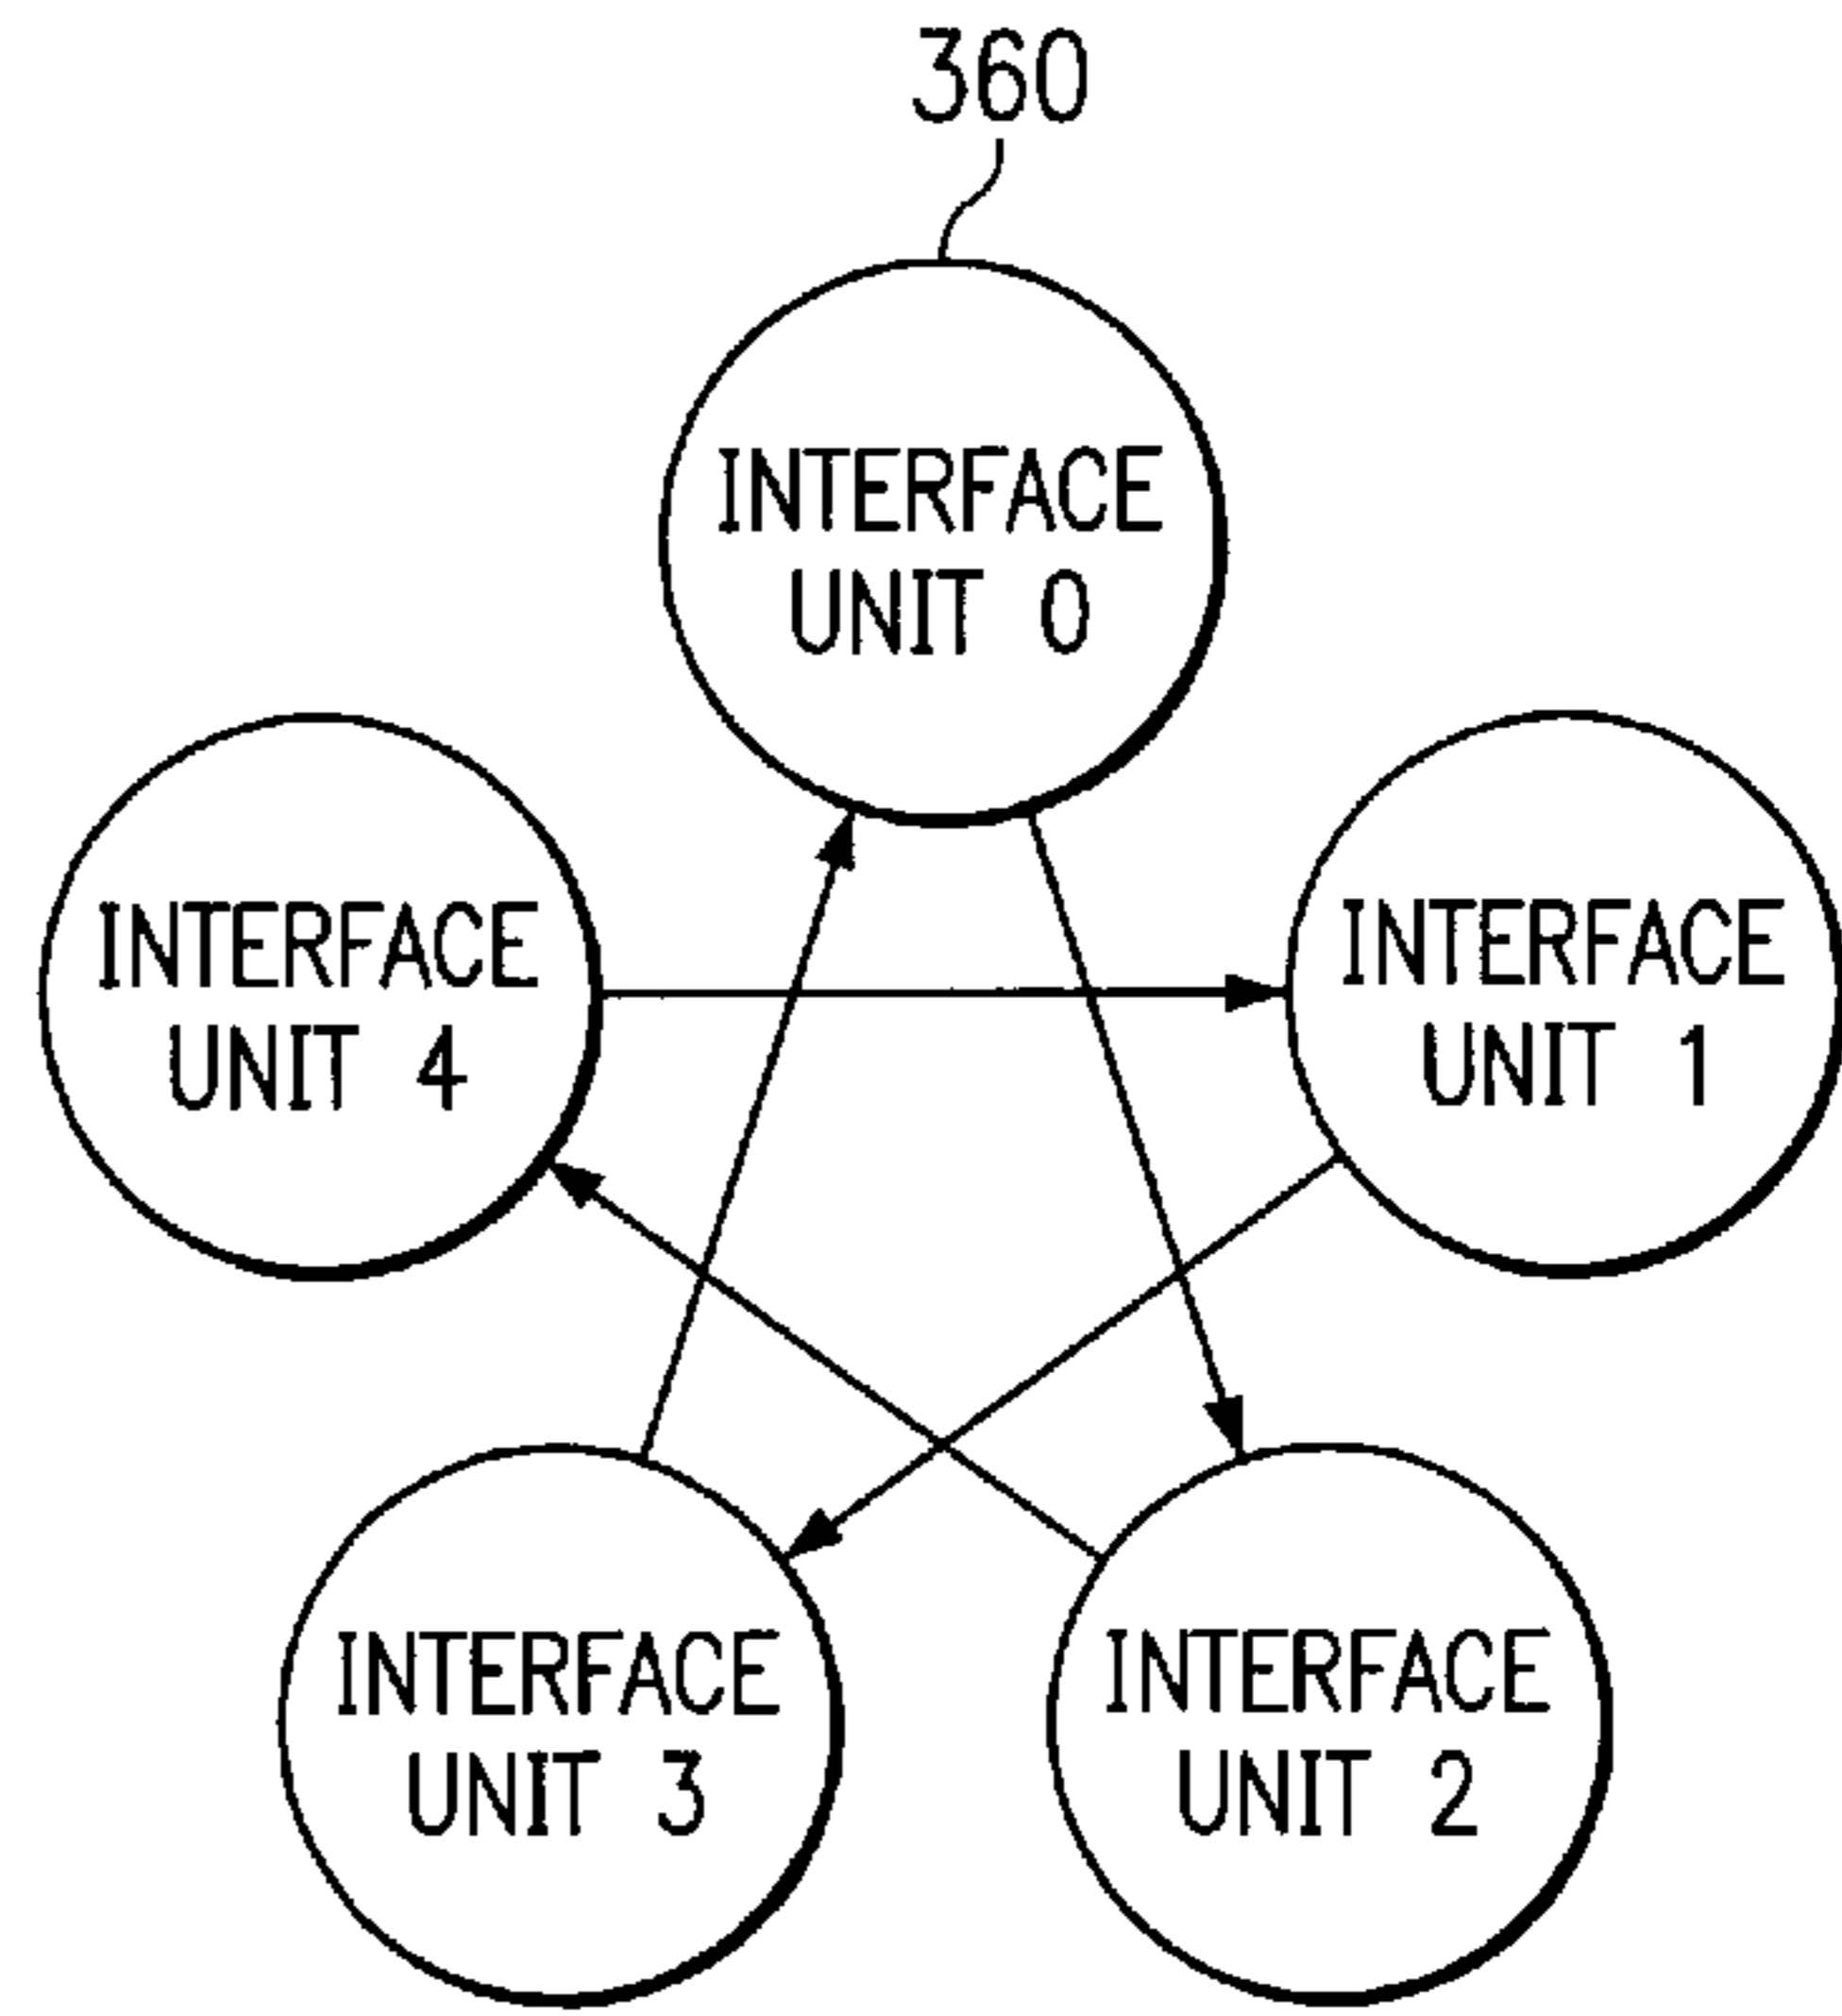 360
INTERFACE
UNIT 0
INTERFACE
UNIT 4
INTERFACE
UNIT 1
INTERFACE
UNIT 3
INTERFACE
UNIT 2